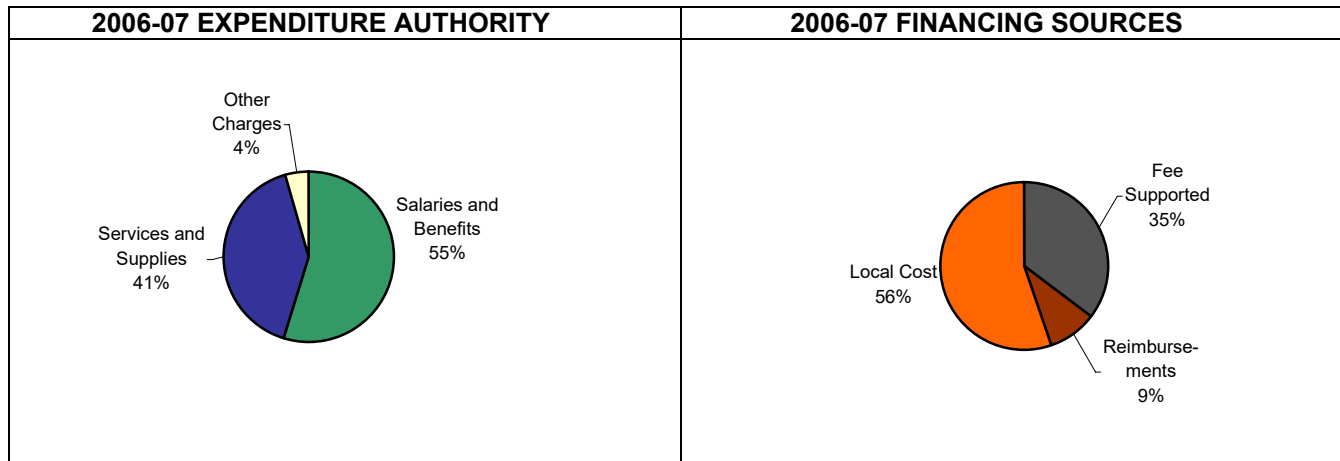 2006-07 EXPENDITURE AUTHORITY
Other
Charges
4%
Salaries and
Benefits
55%
Services and
Supplies
41%
2006-07 FINANCING SOURCES
Fee
Supported
35%
Local Cost
56%
Reimburse-
ments
9%